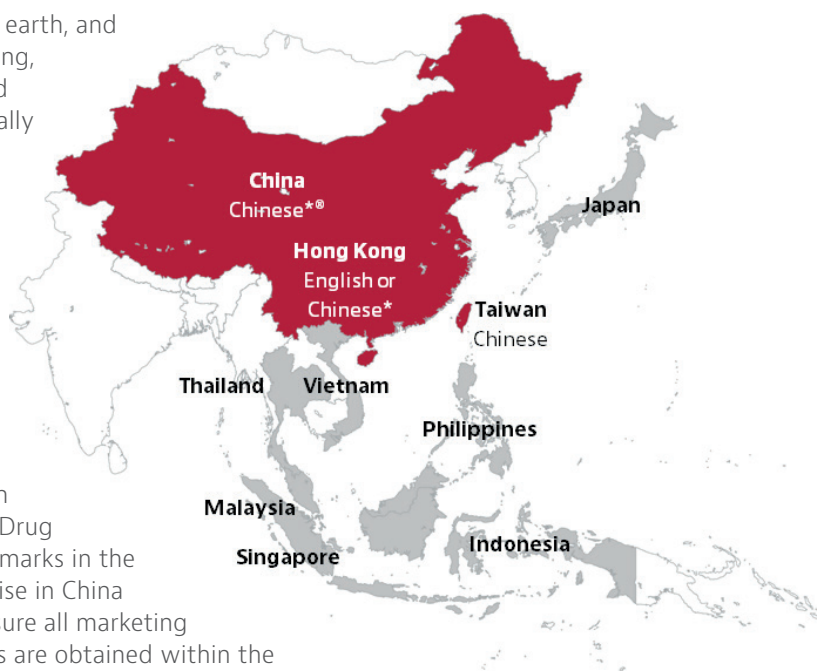 earth, and
ng,
d
ally
China
Chinese*®
Hong Kong
English or
Chinese*
Japan
Taiwan
Chinese
Thailand
Vietnam
Philippines
Malaysia
Singapore
Indonesia
n
Drug
marks in the
ise in China
sure all marketing
s are obtained within the